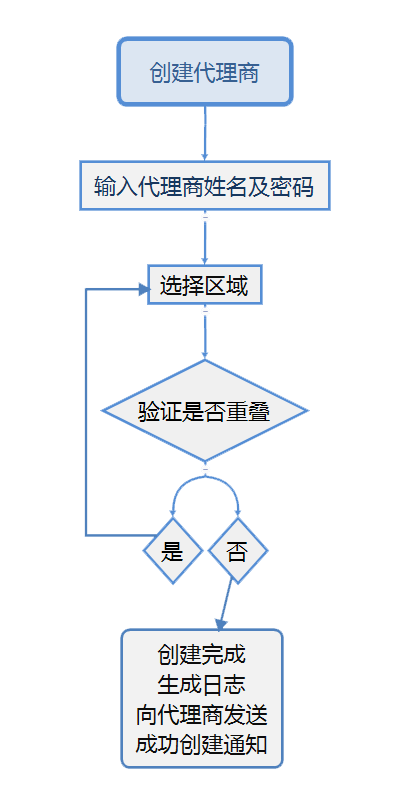 创建代理商
输入代理商姓名及密码
选择区域
验证是否重叠
是
否
创建完成
生成日志
向代理商发送
成功创建通知